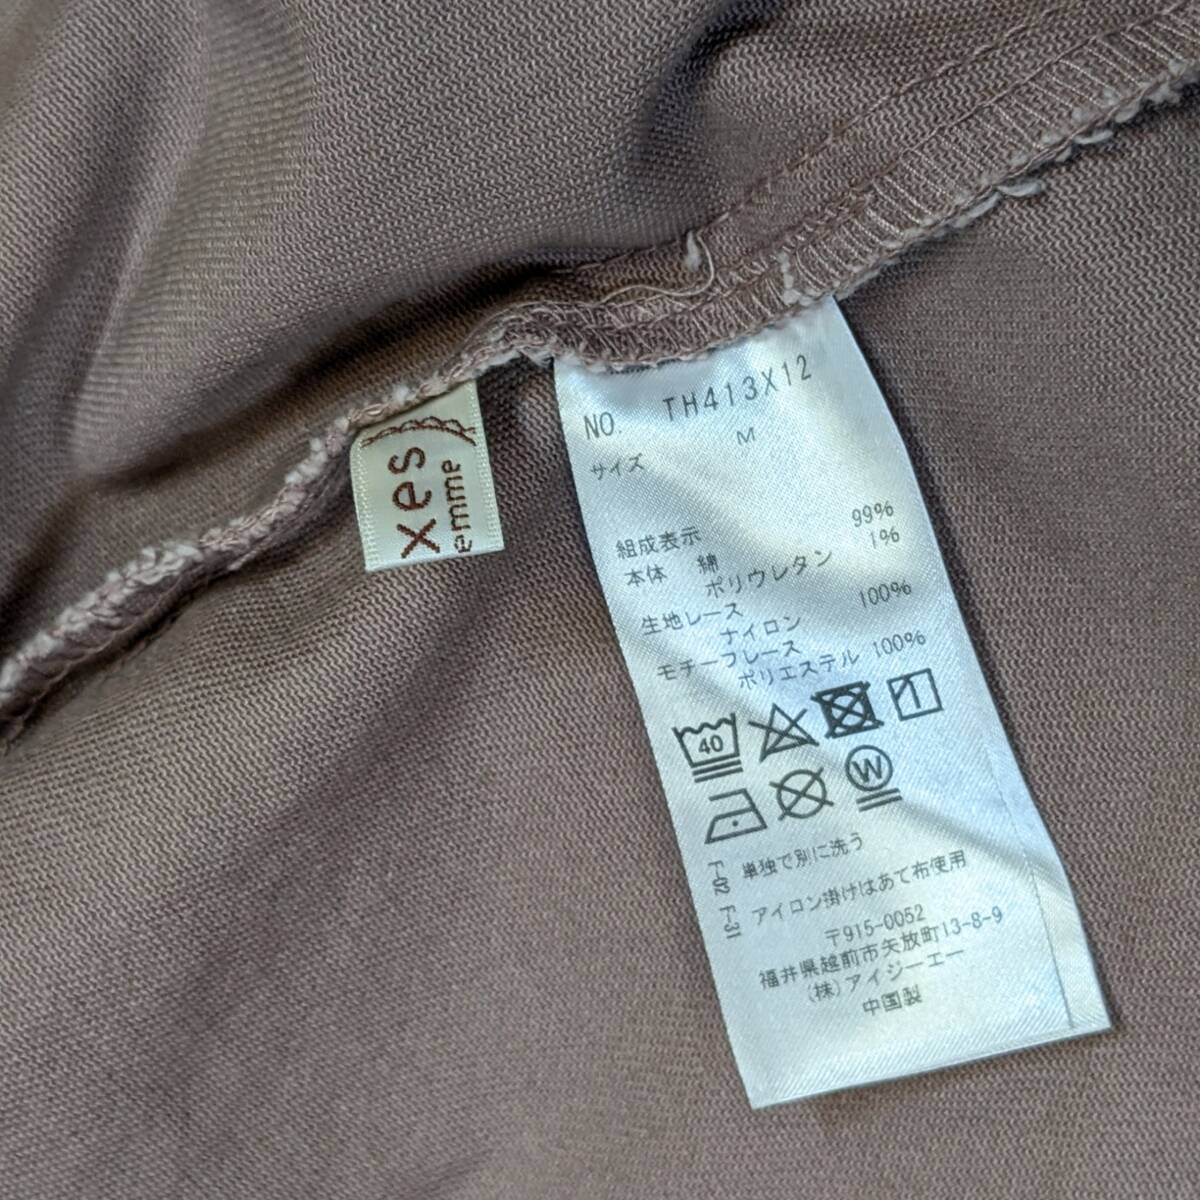 xes
emme
NO. TH413X12
サイズ M
組成表示
本体 綿 99%
ポリウレタン 1%
生地レース
ナイロン 100%
モチーフレース
ポリエステル 100%
40
W
F-02 単独で別に洗う
F-31 アイロン掛けはあて布使用
〒915-0052
福井県越前市矢放町13-8-9
(株)アイジーエー
中国製